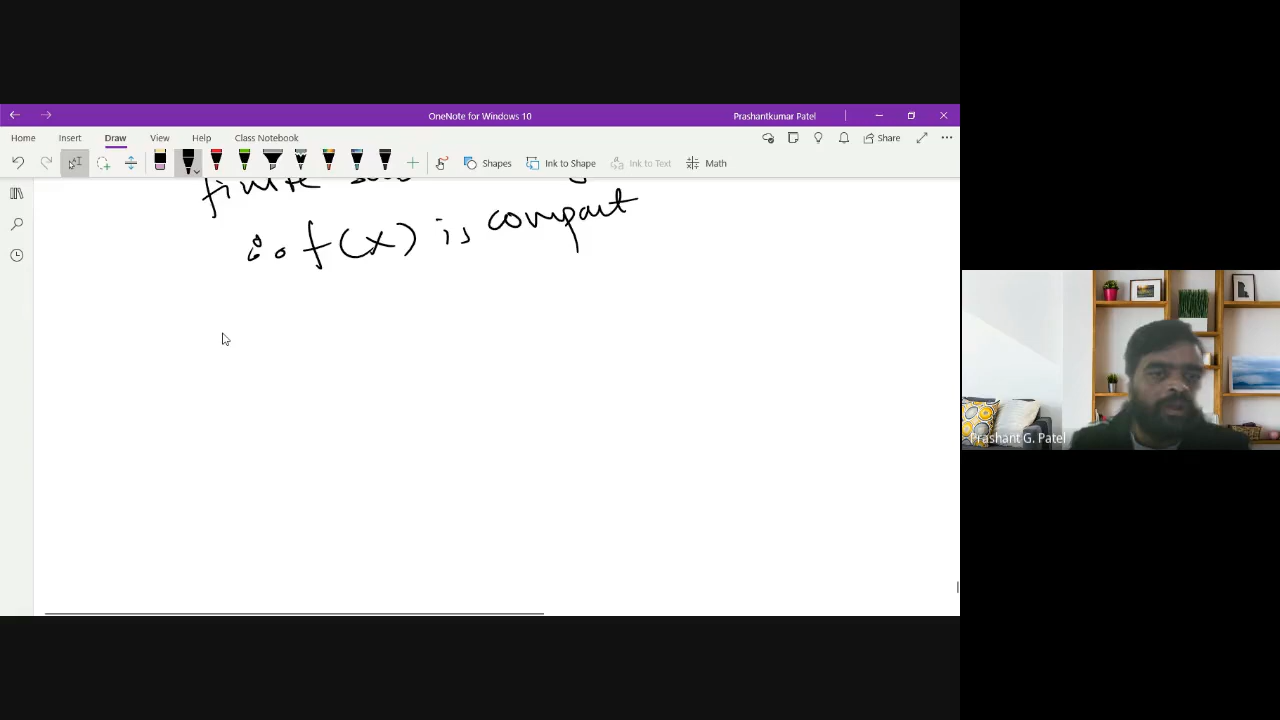 OneNote for Windows 10
Prashantkumar Patel
Home Insert Draw View Help Class Notebook
Share
Shapes Ink to Shape Ink to Text Math
finite
∴ f(x) is compact
Prashant G. Patel